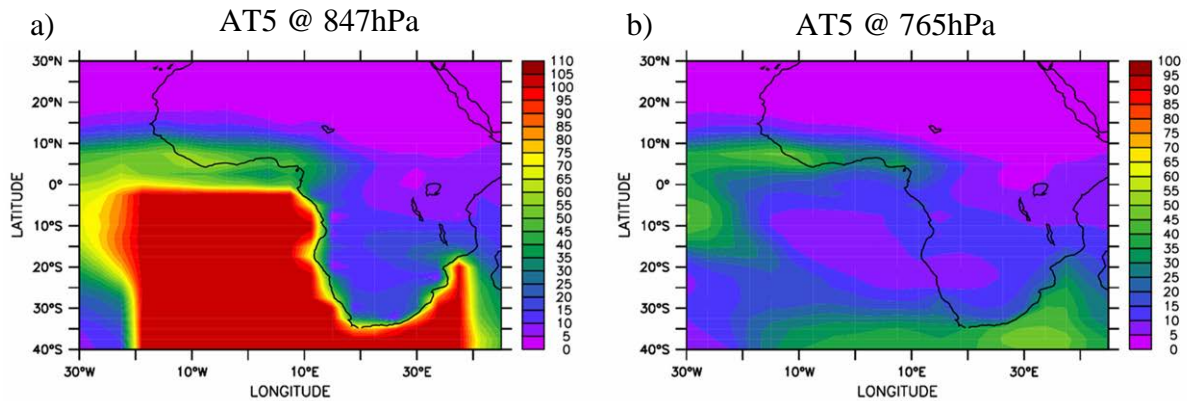 a) AT5 @ 847hPa
b) AT5 @ 765hPa
30°N
20°N
10°N
0°
10°S
20°S
30°S
40°S
LATITUDE
30°W 10°W 10°E 30°E
LONGITUDE
110
105
100
95
90
85
80
75
70
65
60
55
50
45
40
35
30
25
20
15
10
5
0
30°N
20°N
10°N
0°
10°S
20°S
30°S
40°S
LATITUDE
30°W 10°W 10°E 30°E
LONGITUDE
100
95
90
85
80
75
70
65
60
55
50
45
40
35
30
25
20
15
10
5
0